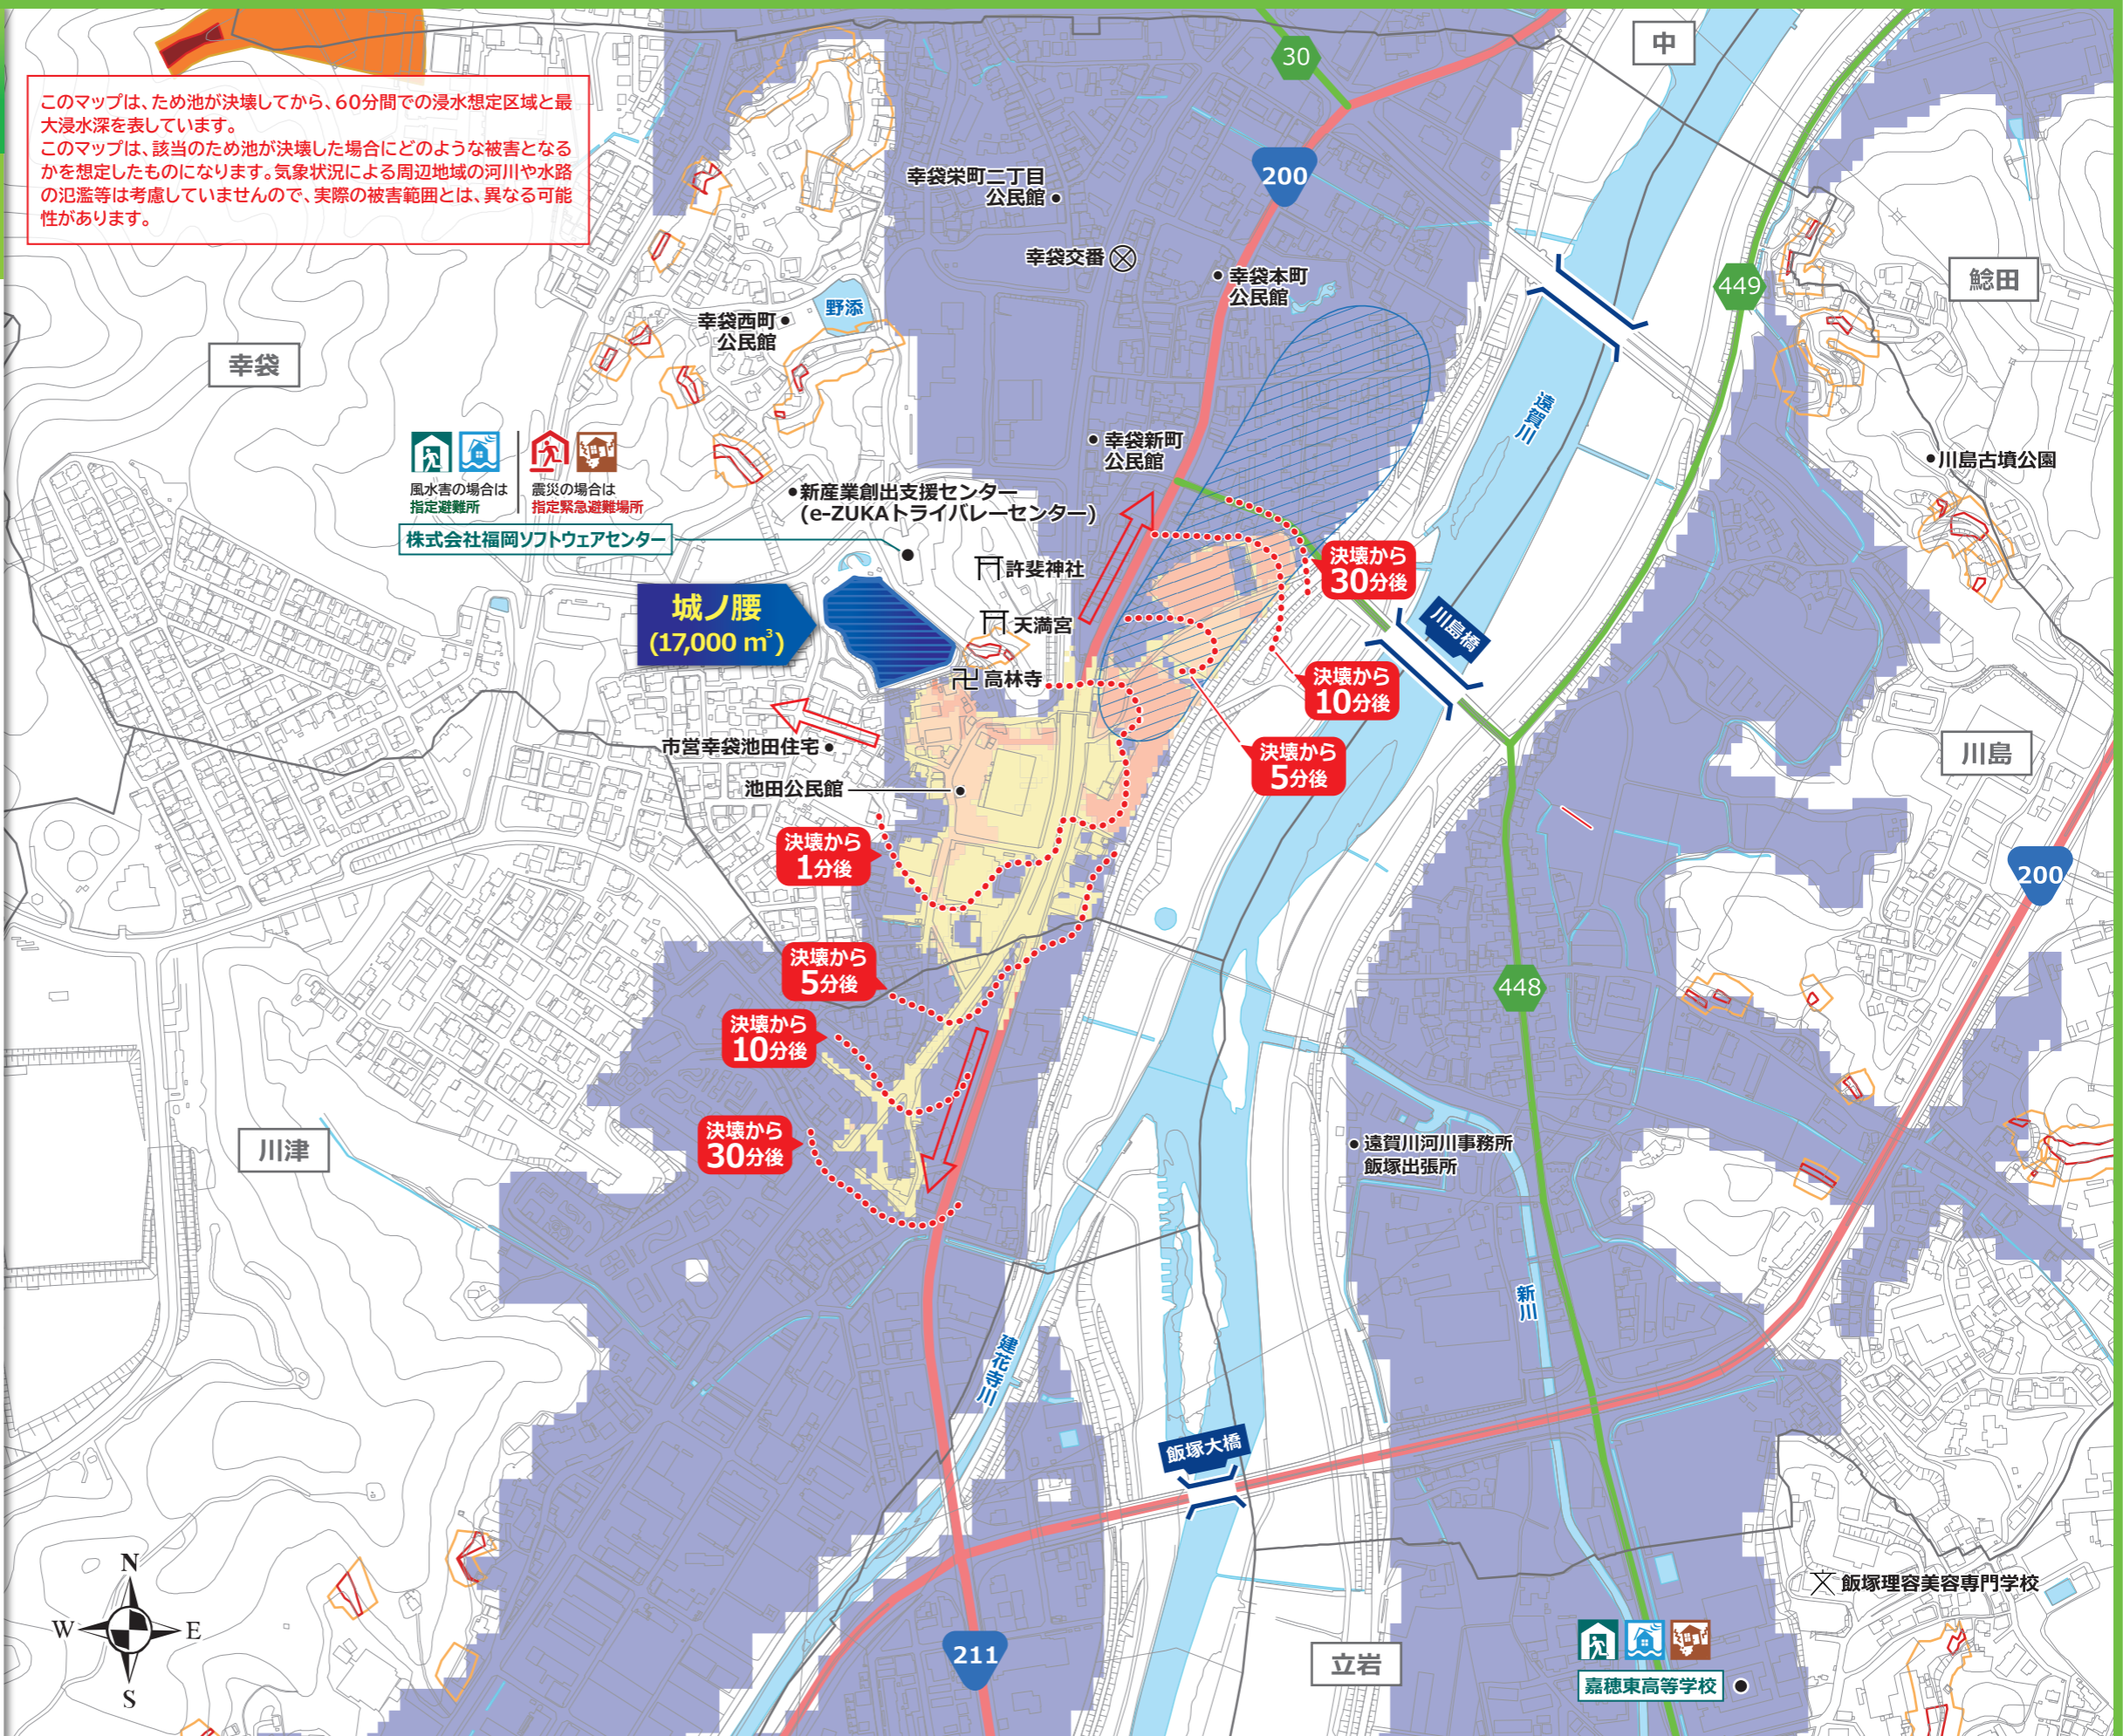 このマップは、ため池が決壊してから、60分間での浸水想定区域と最
大浸水深を表しています。
このマップは、該当のため池が決壊した場合にどのような被害となる
かを想定したものになります。気象状況による周辺地域の河川や水路
の氾濫等は考慮していませんので、実際の被害範囲とは、異なる可能
性があります。
30
中
200
幸袋栄町二丁目
公民館
幸袋交番
幸袋本町
公民館
449
鯰田
野添
幸袋西町
公民館
幸袋
遠賀川
幸袋新町
公民館
川島古墳公園
風水害の場合は
指定避難所
震災の場合は
指定緊急避難場所
株式会社福岡ソフトウェアセンター
新産業創出支援センター
(e-ZUKAトライバレーセンター)
許斐神社
決壊から
30分後
城ノ腰
(17,000 m³)
天満宮
川島橋
高林寺
決壊から
10分後
市営幸袋池田住宅
決壊から
5分後
川島
池田公民館
決壊から
1分後
200
決壊から
5分後
448
決壊から
10分後
決壊から
30分後
川津
遠賀川河川事務所
飯塚出張所
新川
建花寺川
飯塚大橋
N
W
E
S
飯塚理容美容専門学校
211
立岩
嘉穂東高等学校